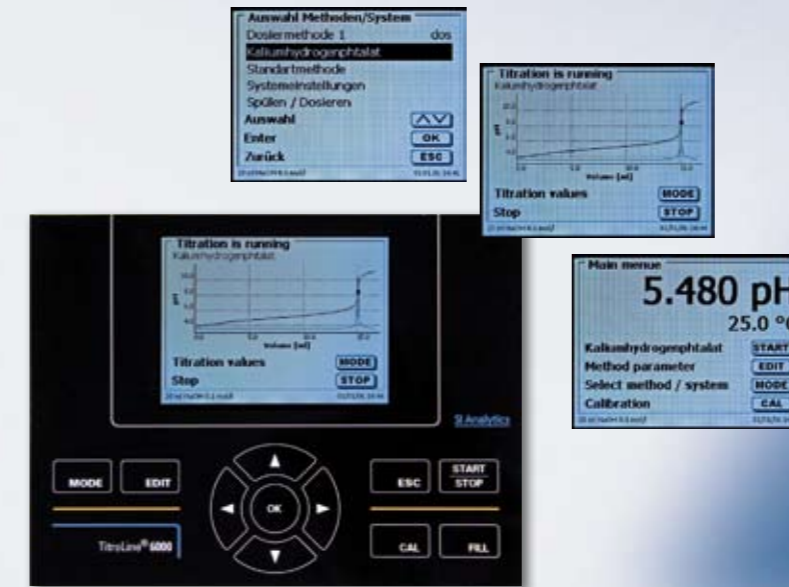 Auswahl Methoden/System
Dosiermethode 1 dos
Kaliumhydrogenphtalat
Standartmethode
Systemeinstellungen
Spülen / Dosieren
Auswahl
Enter OK
Zurück ESC
Titration is running
Kaliumhydrogenphtalat
pH
Volume [ml]
Titration values MODE
Stop STOP
Main menue
5.480 pH
25.0 °C
Kaliumhydrogenphtalat START
Method parameter EDIT
Select method / system MODE
Calibration CAL
Titration is running
Kaliumhydrogenphtalat
pH
Volume [ml]
Titration values MODE
Stop STOP
SI Analytics
MODE EDIT
OK
ESC START STOP
TitroLine® 6000
CAL FILL